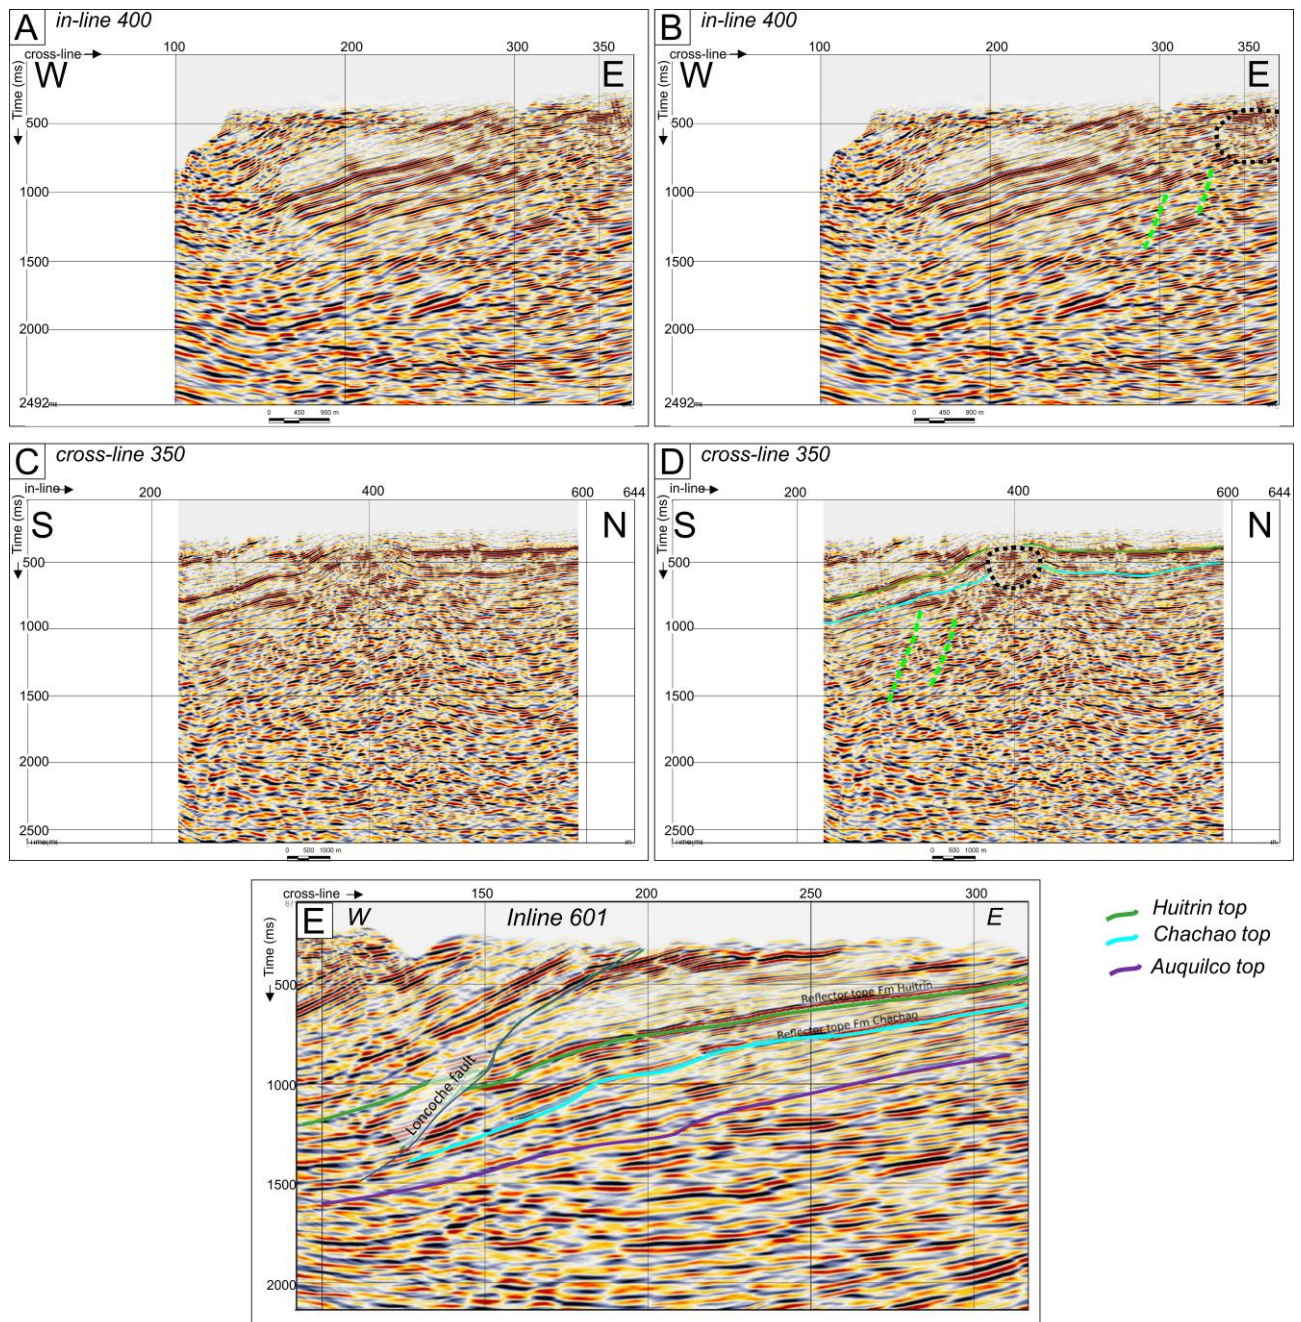 A in-line 400
cross-line
100 200 300 350
Time (ms)
W E
500
1000
1500
2000
2492ms
0 450 900 m
B in-line 400
cross-line
100 200 300 350
Time (ms)
W E
500
1000
1500
2000
2492ms
0 450 900 m
C cross-line 350
in-line
200 400 600 644
Time (ms)
S N
500
1000
1500
2000
2500
0 500 1000 m
D cross-line 350
in-line
200 400 600 644
Time (ms)
S N
500
1000
1500
2000
2500
0 500 1000 m
cross-line
150 200 250 300
E W Inline 601 E
Time (ms)
500
1000
1500
2000
Reflector tope Fm Huitrin
Reflector tope Fm Chachao
Loncoche fault
Huitrin top
Chachao top
Auquilco top